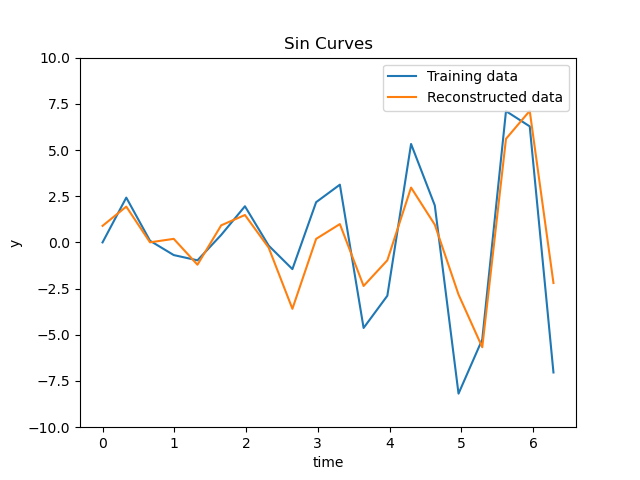 Sin Curves
Training data
Reconstructed data
10.0
7.5
5.0
2.5
0.0
−2.5
−5.0
−7.5
−10.0
y
0 1 2 3 4 5 6
time